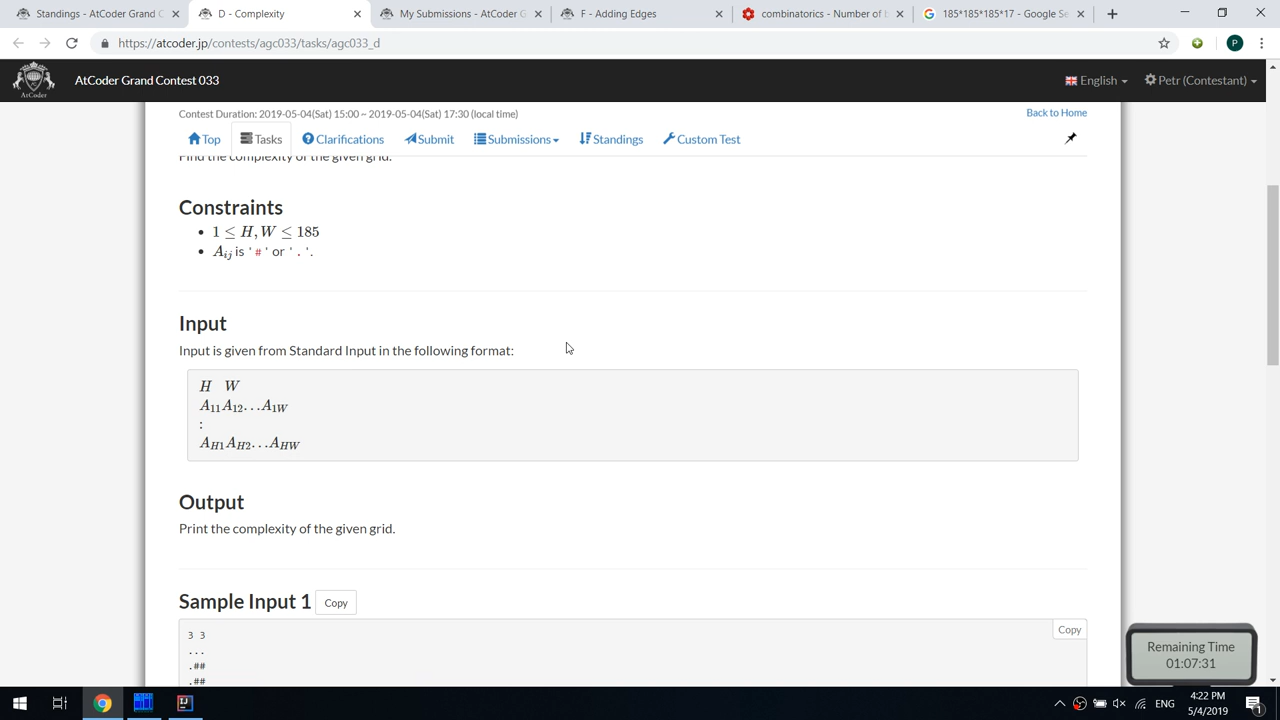 Standings - AtCoder Grand C
D - Complexity
My Submissions - AtCoder G
F - Adding Edges
combinatorics - Number of b
185*185*185*17 - Google Se
https://atcoder.jp/contests/agc033/tasks/agc033_d
P
AtCoder
AtCoder Grand Contest 033
English
Petr (Contestant)
Contest Duration: 2019-05-04(Sat) 15:00 ~ 2019-05-04(Sat) 17:30 (local time)
Back to Home
Top
Tasks
Clarifications
Submit
Submissions
Standings
Custom Test
Find the complexity of the given grid.
Constraints
• 1 ≤ H, W ≤ 185
• Aij is '#' or '.'.
Input
Input is given from Standard Input in the following format:
H W
A11A12...A1W
:
AH1AH2...AHW
Output
Print the complexity of the given grid.
Sample Input 1
Copy
Copy
3 3
...
.##
.##
Remaining Time
01:07:31
ENG
4:22 PM
5/4/2019
1